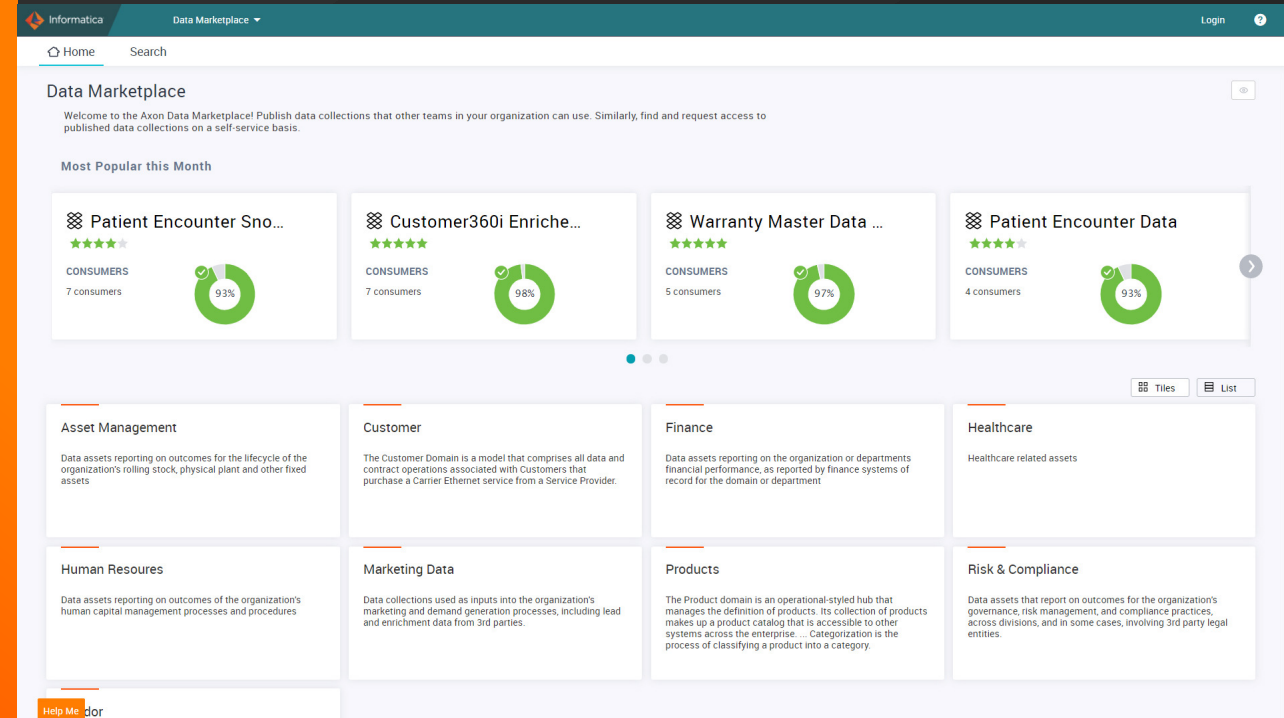 Informatica
Data Marketplace
Login
?
Home
Search
Data Marketplace
Welcome to the Axon Data Marketplace! Publish data collections that other teams in your organization can use. Similarly, find and request access to
published data collections on a self-service basis.
Most Popular this Month
Patient Encounter Sno...
CONSUMERS
7 consumers
93%
Customer360i Enriche...
CONSUMERS
7 consumers
98%
Warranty Master Data ...
CONSUMERS
5 consumers
97%
Patient Encounter Data
CONSUMERS
4 consumers
93%
Tiles
List
Asset Management
Data assets reporting on outcomes for the lifecycle of the
organization's rolling stock, physical plant and other fixed
assets
Customer
The Customer Domain is a model that comprises all data and
contract operations associated with Customers that
purchase a Carrier Ethernet service from a Service Provider.
Finance
Data assets reporting on the organization or departments
financial performance, as reported by finance systems of
record for the domain or department
Healthcare
Healthcare related assets
Human Resoures
Data assets reporting on outcomes of the organization's
human capital management processes and procedures
Marketing Data
Data collections used as inputs into the organization's
marketing and demand generation processes, including lead
and enrichment data from 3rd parties.
Products
The Product domain is an operational-styled hub that
manages the definition of products. Its collection of products
makes up a product catalog that is accessible to other
systems across the enterprise. ... Categorization is the
process of classifying a product into a category.
Risk & Compliance
Data assets that report on outcomes for the organization's
governance, risk management, and compliance practices,
across divisions, and in some cases, involving 3rd party legal
entities.
Help Me
dor